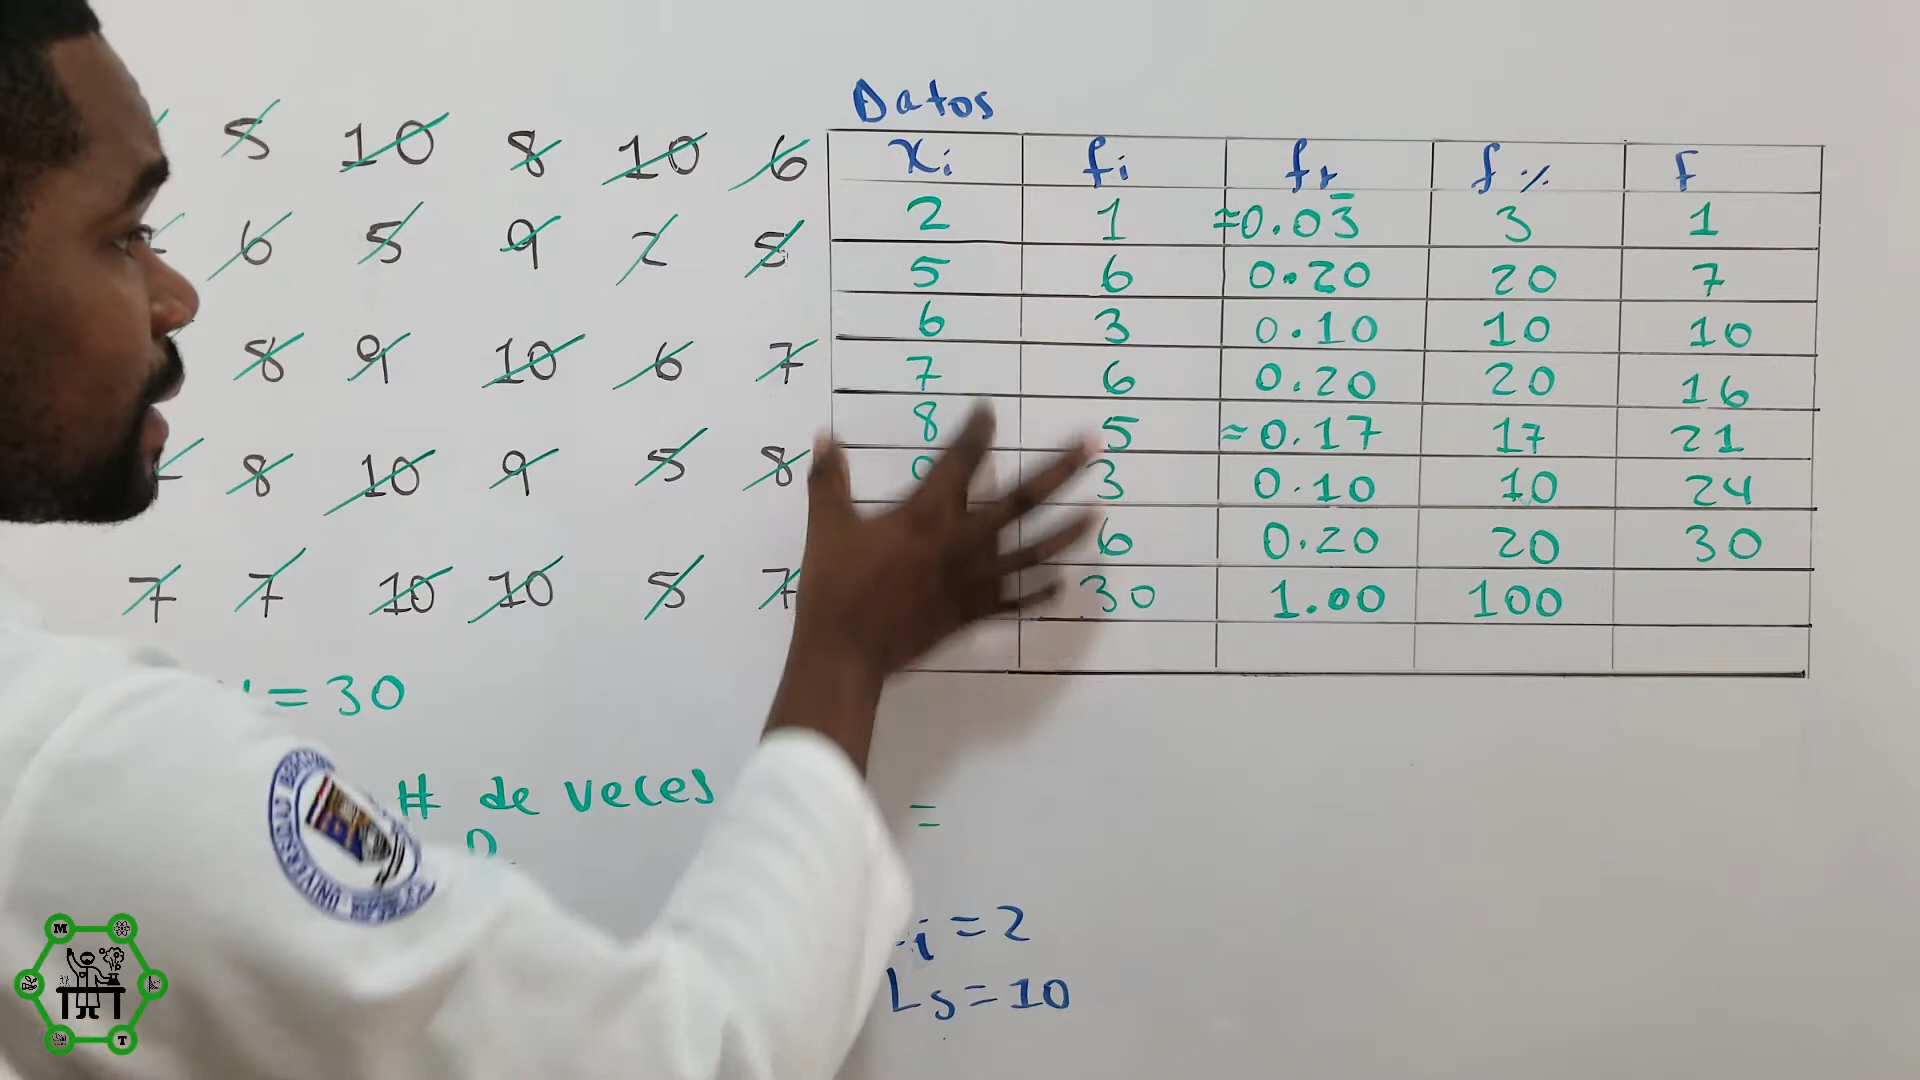 5 10 8 10 6
6 5 9 2 5
8 9 10 6 7
8 10 9 5 8
7 7 10 10 5 7
= 30
# de veces
=
i = 2
Ls = 10
Datos
xi fi fr f% F
2 1 ≈0.03̅ 3 1
5 6 0.20 20 7
6 3 0.10 10 10
7 6 0.20 20 16
8 5 ≈0.17 17 21
3 0.10 10 24
6 0.20 20 30
30 1.00 100
M
T